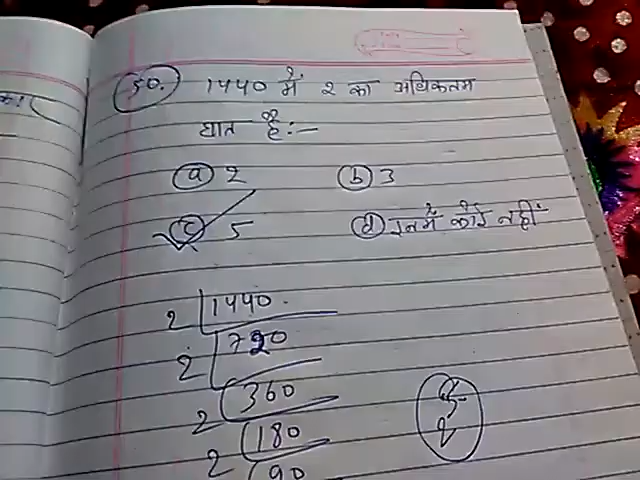 50. 1440 में 2 का अधिकतम
घात है:—
(a) 2 (b) 3
(c) 5 (d) इनमें कोई नहीं
2 | 1440
2 | 720
2 | 360
2 | 180
2 | 90